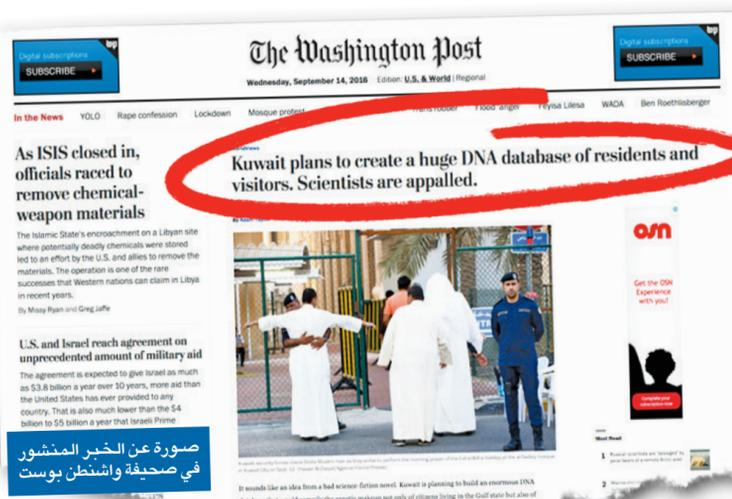 Digital subscriptions
SUBSCRIBE
The Washington Post
Wednesday, September 14, 2016 Edition: U.S. & World | Regional
Digital subscriptions
SUBSCRIBE
In the News YOLO Rape confession Lockdown Mosque protest Trans robber Flood 'angel' Feyisa Lilesa WADA Ben Roethlisberger
As ISIS closed in,
officials raced to
remove chemical-
weapon materials
The Islamic State's encroachment on a Libyan site
where potentially deadly chemicals were stored
led to an effort by the U.S. and allies to remove the
materials. The operation is one of the rare
successes that Western nations can claim in Libya
in recent years.
By Missy Ryan and Greg Jaffe
U.S. and Israel reach agreement on
unprecedented amount of military aid
The agreement is expected to give Israel as much
as $3.8 billion a year over 10 years, more aid than
the United States has ever provided to any
country. That is also much lower than the $4
billion to $5 billion a year that Israeli Prime
Kuwait plans to create a huge DNA database of residents and
visitors. Scientists are appalled.
It sounds like an idea from a bad science-fiction novel. Kuwait is planning to build an enormous DNA
osn
Get the OSN
Experience
with you!
Complete your
subscription now
Most Read
1
2
صورة عن الخبر المنشور
في صحيفة واشنطن بوست